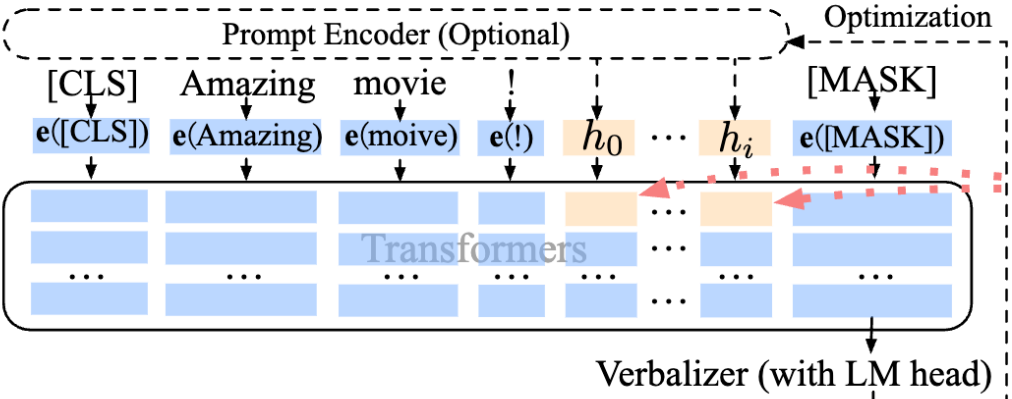 Optimization
Prompt Encoder (Optional)
[CLS] Amazing movie ! [MASK]
e([CLS]) e(Amazing) e(moive) e(!) h₀ ... hᵢ e([MASK])
...
Transformers
...
... ... ... ... ... ... ...
...
Verbalizer (with LM head)